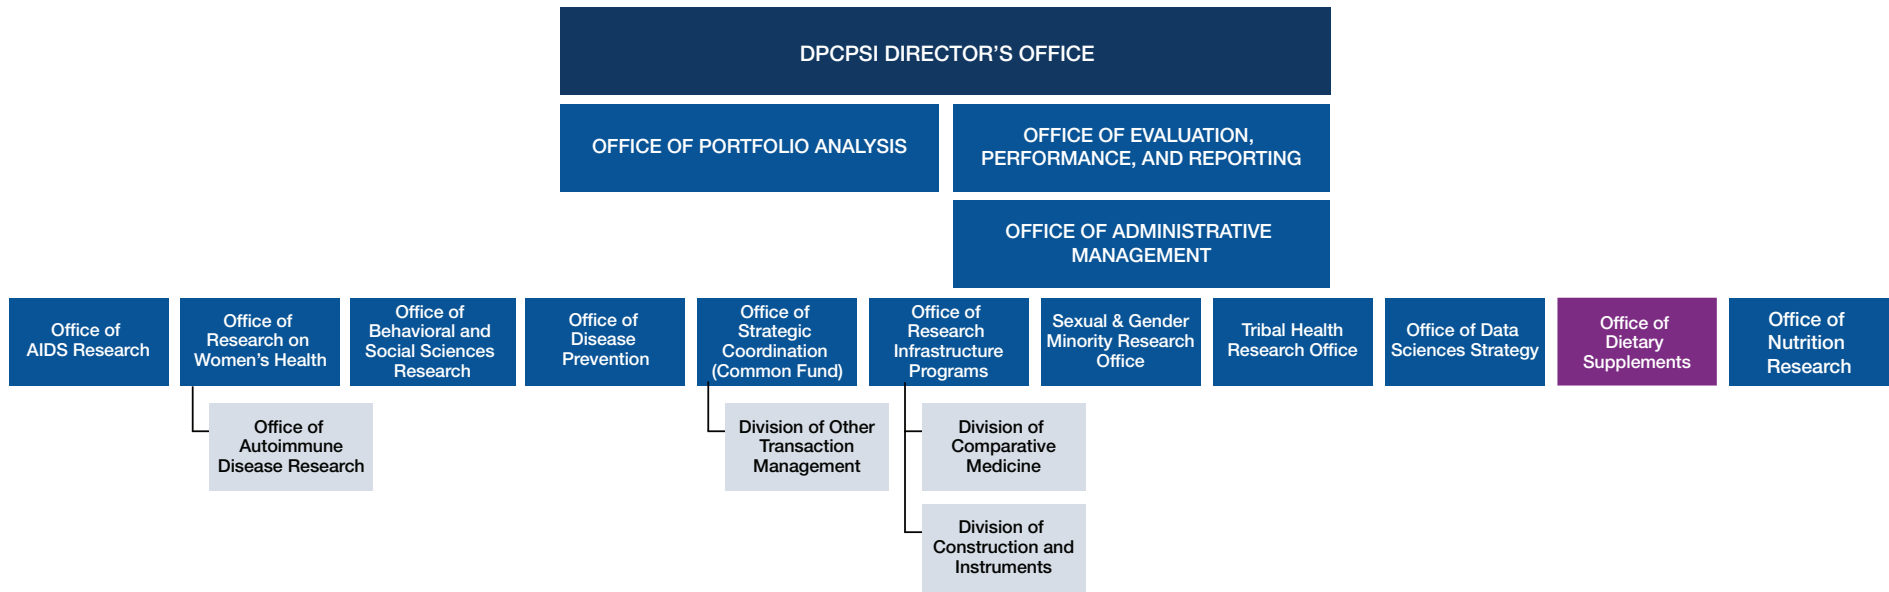 DPCPSI DIRECTOR’S OFFICE
OFFICE OF PORTFOLIO ANALYSIS
OFFICE OF EVALUATION,
PERFORMANCE, AND REPORTING
OFFICE OF ADMINISTRATIVE
MANAGEMENT
Office of
AIDS Research
Office of
Research on
Women’s Health
Office of
Behavioral and
Social Sciences
Research
Office of
Disease
Prevention
Office of
Strategic
Coordination
(Common Fund)
Office of
Research
Infrastructure
Programs
Sexual & Gender
Minority Research
Office
Tribal Health
Research Office
Office of Data
Sciences Strategy
Office of
Dietary
Supplements
Office of
Nutrition
Research
Office of
Autoimmune
Disease Research
Division of Other
Transaction
Management
Division of
Comparative
Medicine
Division of
Construction and
Instruments